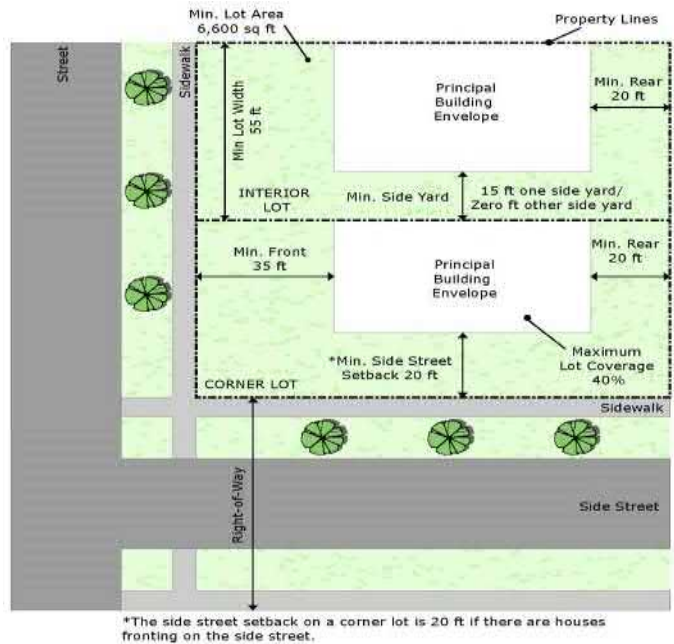 Min. Lot Area
6,600 sq ft
Property Lines
Street
Sidewalk
Min Lot Width
55 ft
Principal
Building
Envelope
Min. Rear
20 ft
INTERIOR
LOT
Min. Side Yard
15 ft one side yard/
Zero ft other side yard
Min. Front
35 ft
Principal
Building
Envelope
Min. Rear
20 ft
*Min. Side Street
Setback 20 ft
Maximum
Lot Coverage
40%
CORNER LOT
Sidewalk
Right-of-Way
Side Street
*The side street setback on a corner lot is 20 ft if there are houses
fronting on the side street.